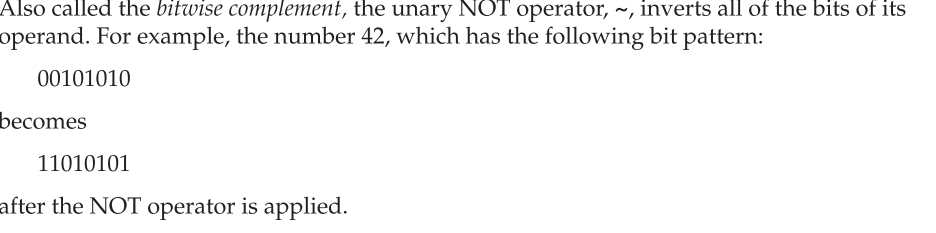 Also called the bitwise complement, the unary NOT operator, ~, inverts all of the bits of its
operand. For example, the number 42, which has the following bit pattern:
00101010
becomes
11010101
after the NOT operator is applied.